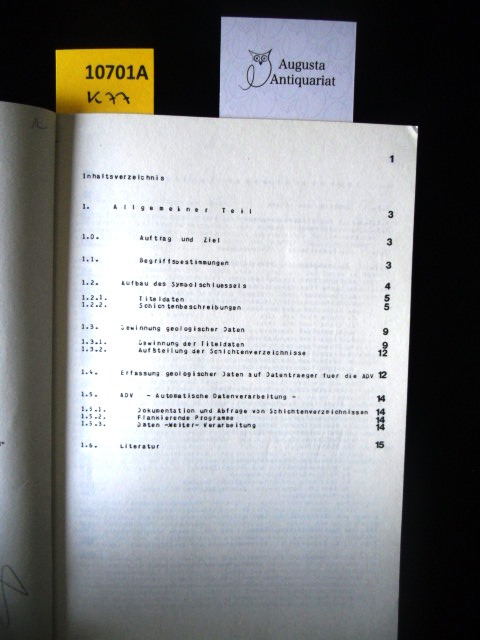 10701A
K 77
Augusta
Antiquariat
1
Inhaltsverzeichnis
1. Allgemeiner Teil 3
1.0. Auftrag und Ziel 3
1.1. Begriffsbestimmungen 3
1.2. Aufbau des Symbolschluessels 4
1.2.1. Titeldaten 5
1.2.2. Schichtenbeschreibungen 5
1.3. Gewinnung geologischer Daten 9
1.3.1. Gewinnung der Titeldaten 9
1.3.2. Aufstellung der Schichtenverzeichnisse 12
1.4. Erfassung geologischer Daten auf Datentraeger fuer die ADV 12
1.5. ADV - Automatische Datenverarbeitung - 14
1.5.1. Dokumentation und Abfrage von Schichtenverzeichnissen 14
1.5.2. Flankierende Programme 14
1.5.3. Daten -Weiter- Verarbeitung 14
1.6. Literatur 15